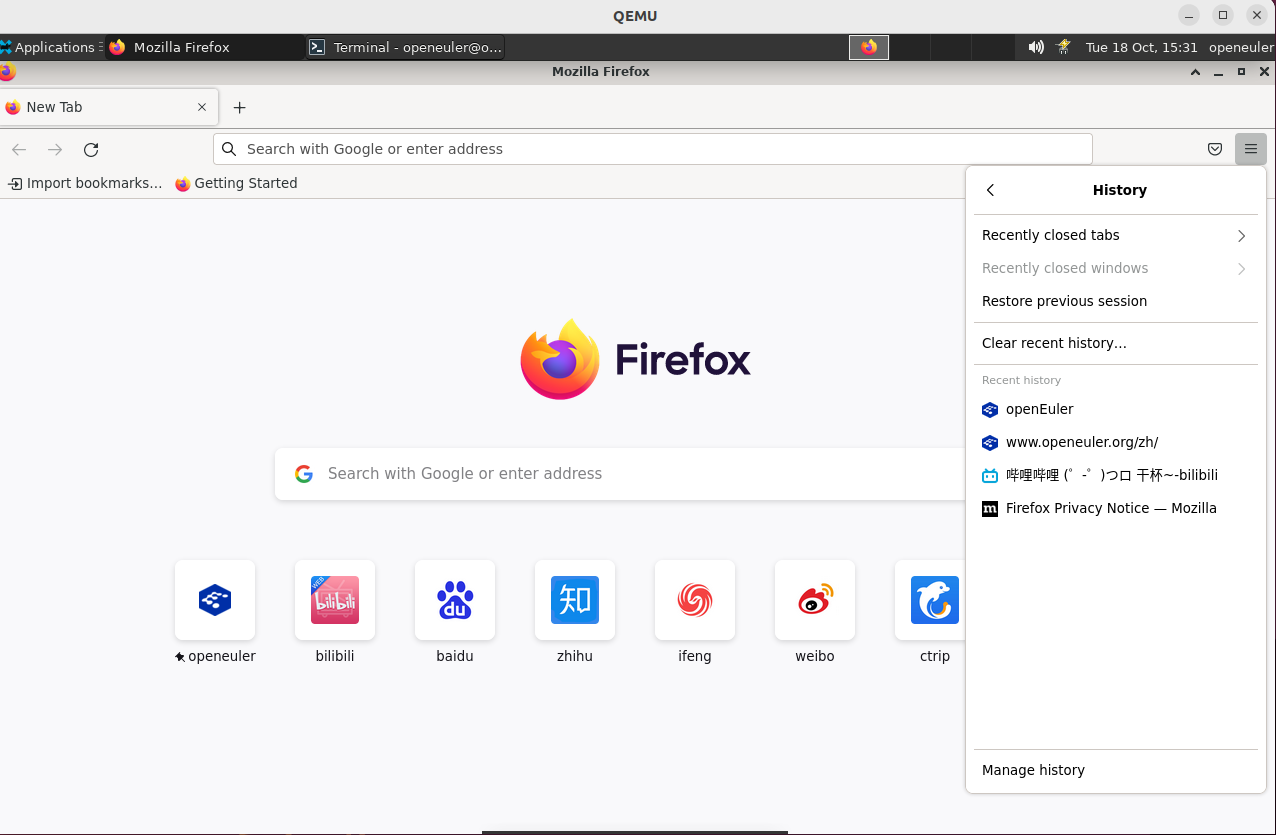 QEMU
Applications
Mozilla Firefox
Terminal - openeuler@o...
Tue 18 Oct, 15:31
openeuler
Mozilla Firefox
New Tab
Search with Google or enter address
Import bookmarks...
Getting Started
History
Recently closed tabs
Recently closed windows
Restore previous session
Clear recent history...
Recent history
openEuler
www.openeuler.org/zh/
哔哩哔哩 (゜-゜)つロ 干杯~-bilibili
m
Firefox Privacy Notice — Mozilla
Manage history
Firefox
Search with Google or enter address
WEB
bilibili
du
知
openeuler
bilibili
baidu
zhihu
ifeng
weibo
ctrip